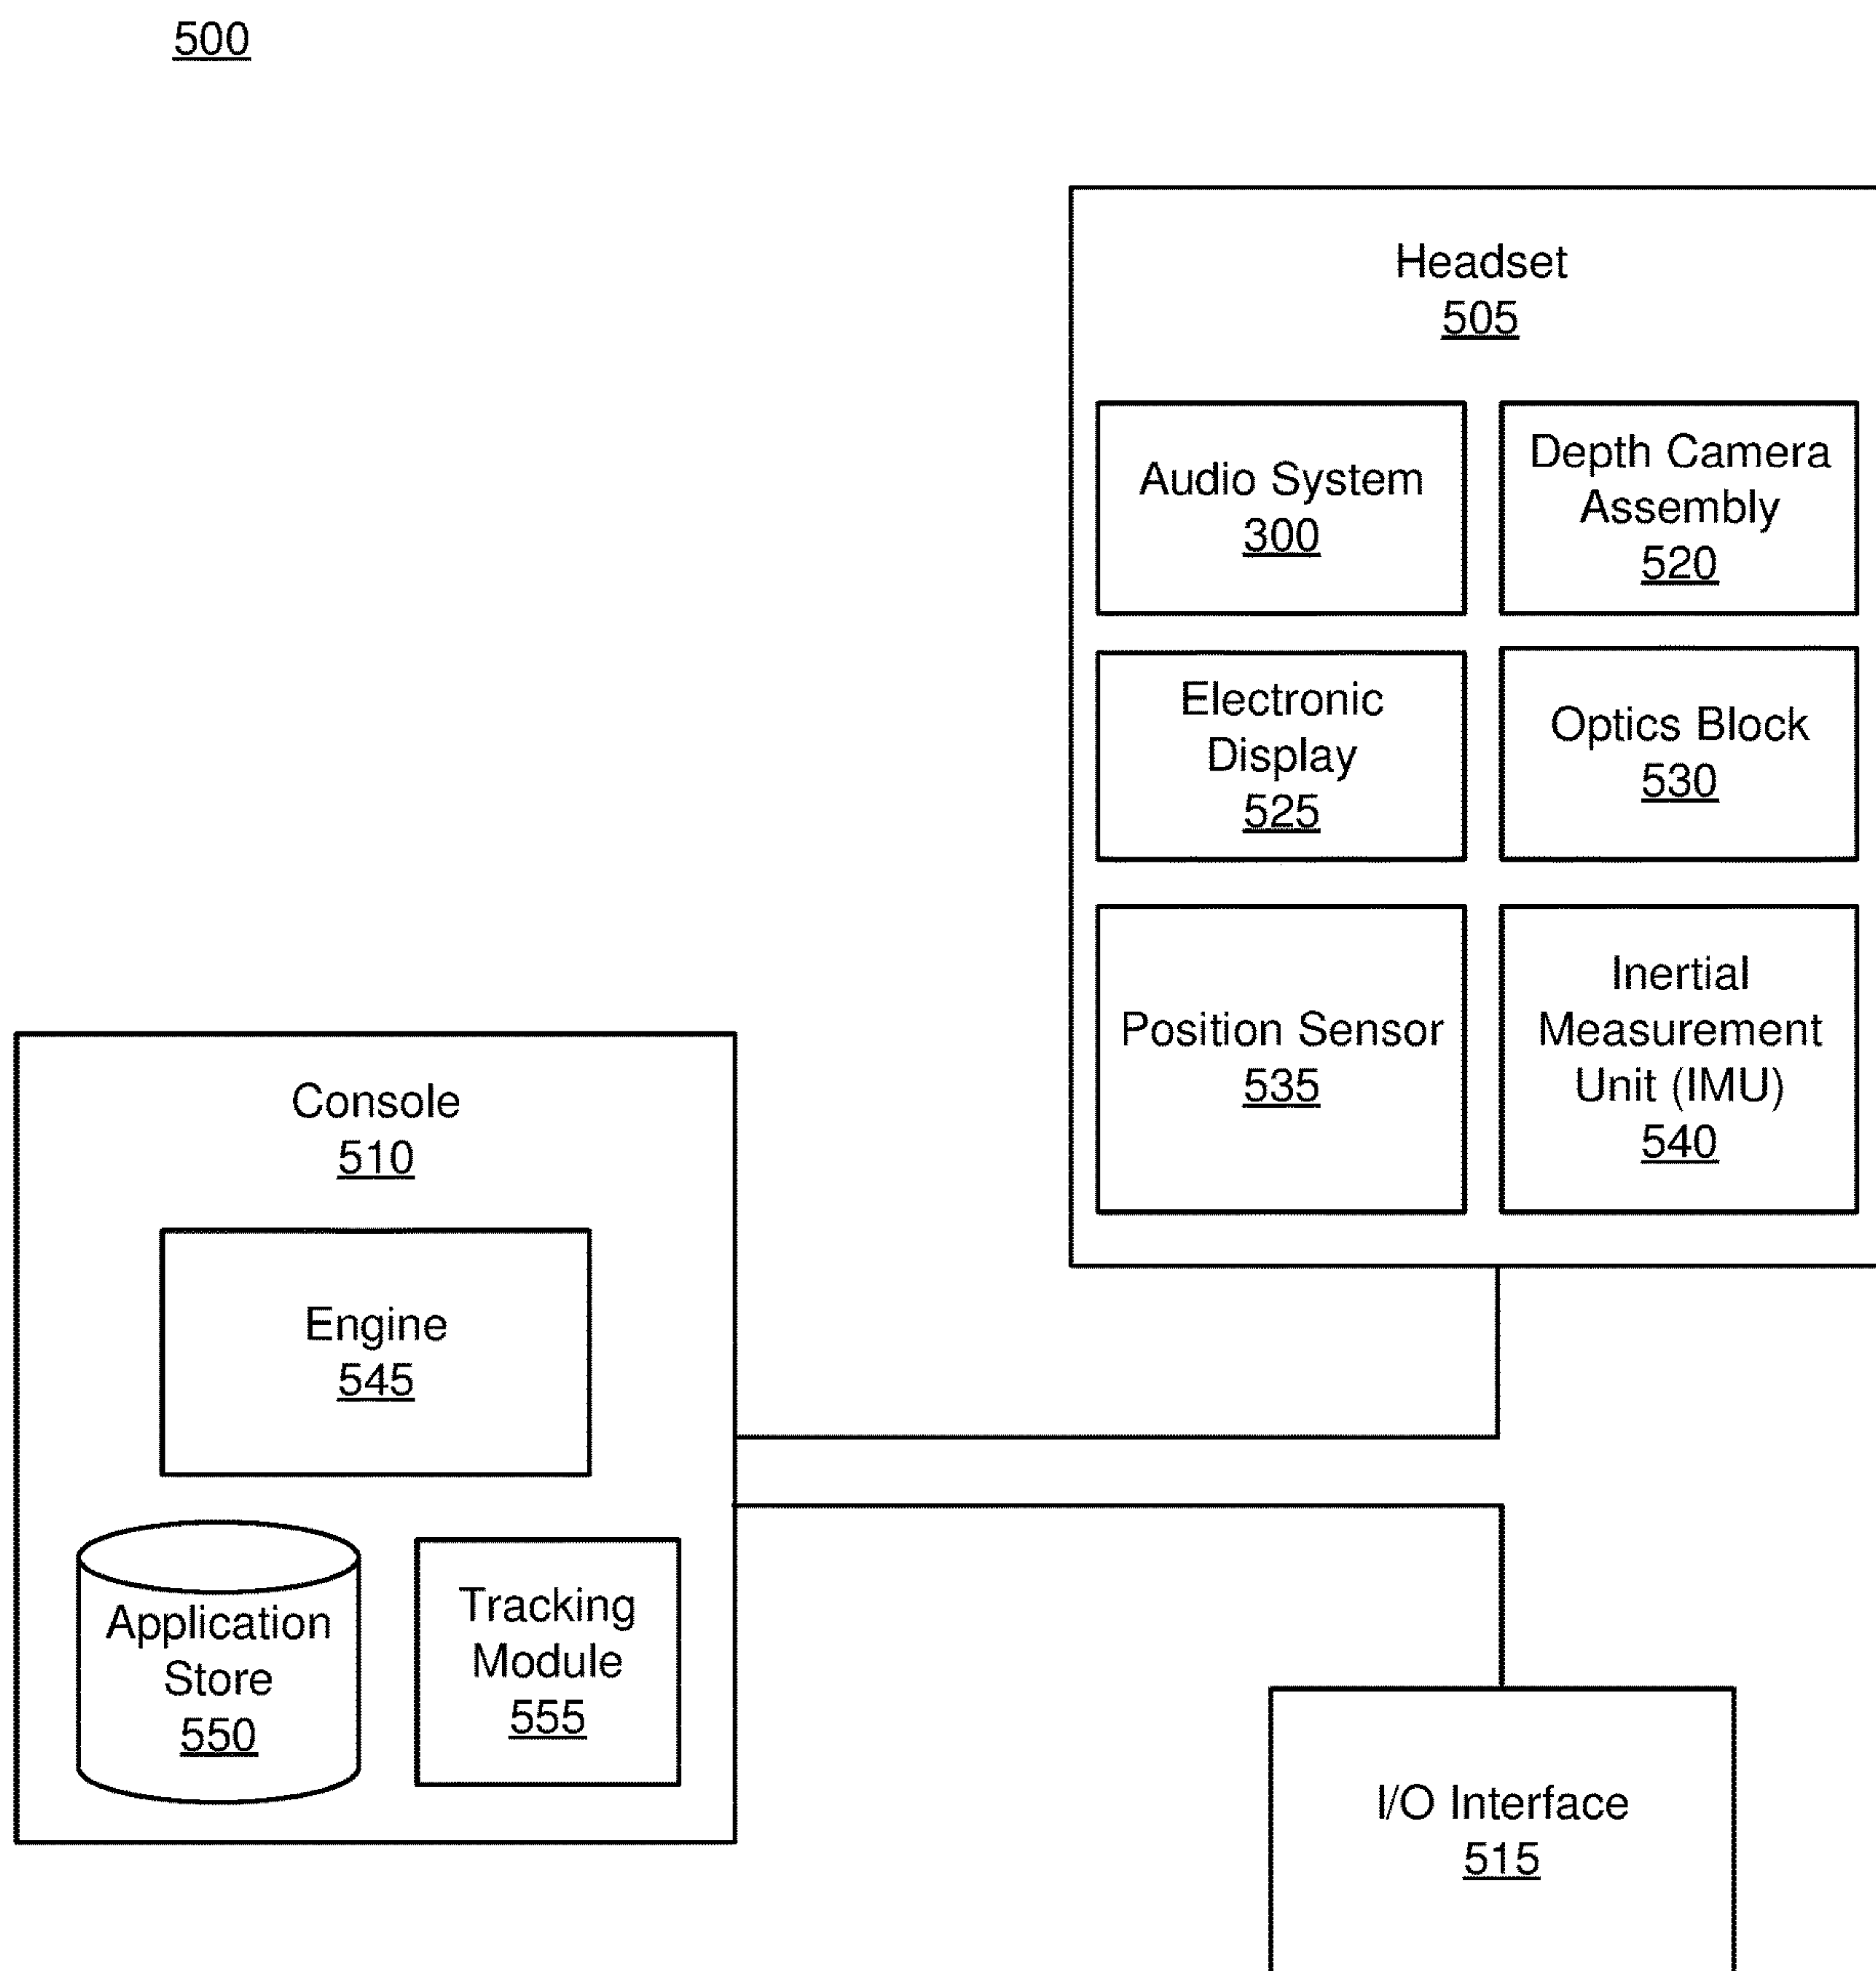 500
Headset
505
Audio System
300
Depth Camera
Assembly
520
Electronic
Display
525
Optics Block
530
Position Sensor
535
Inertial
Measurement
Unit (IMU)
540
Console
510
Engine
545
Application
Store
550
Tracking
Module
555
I/O Interface
515